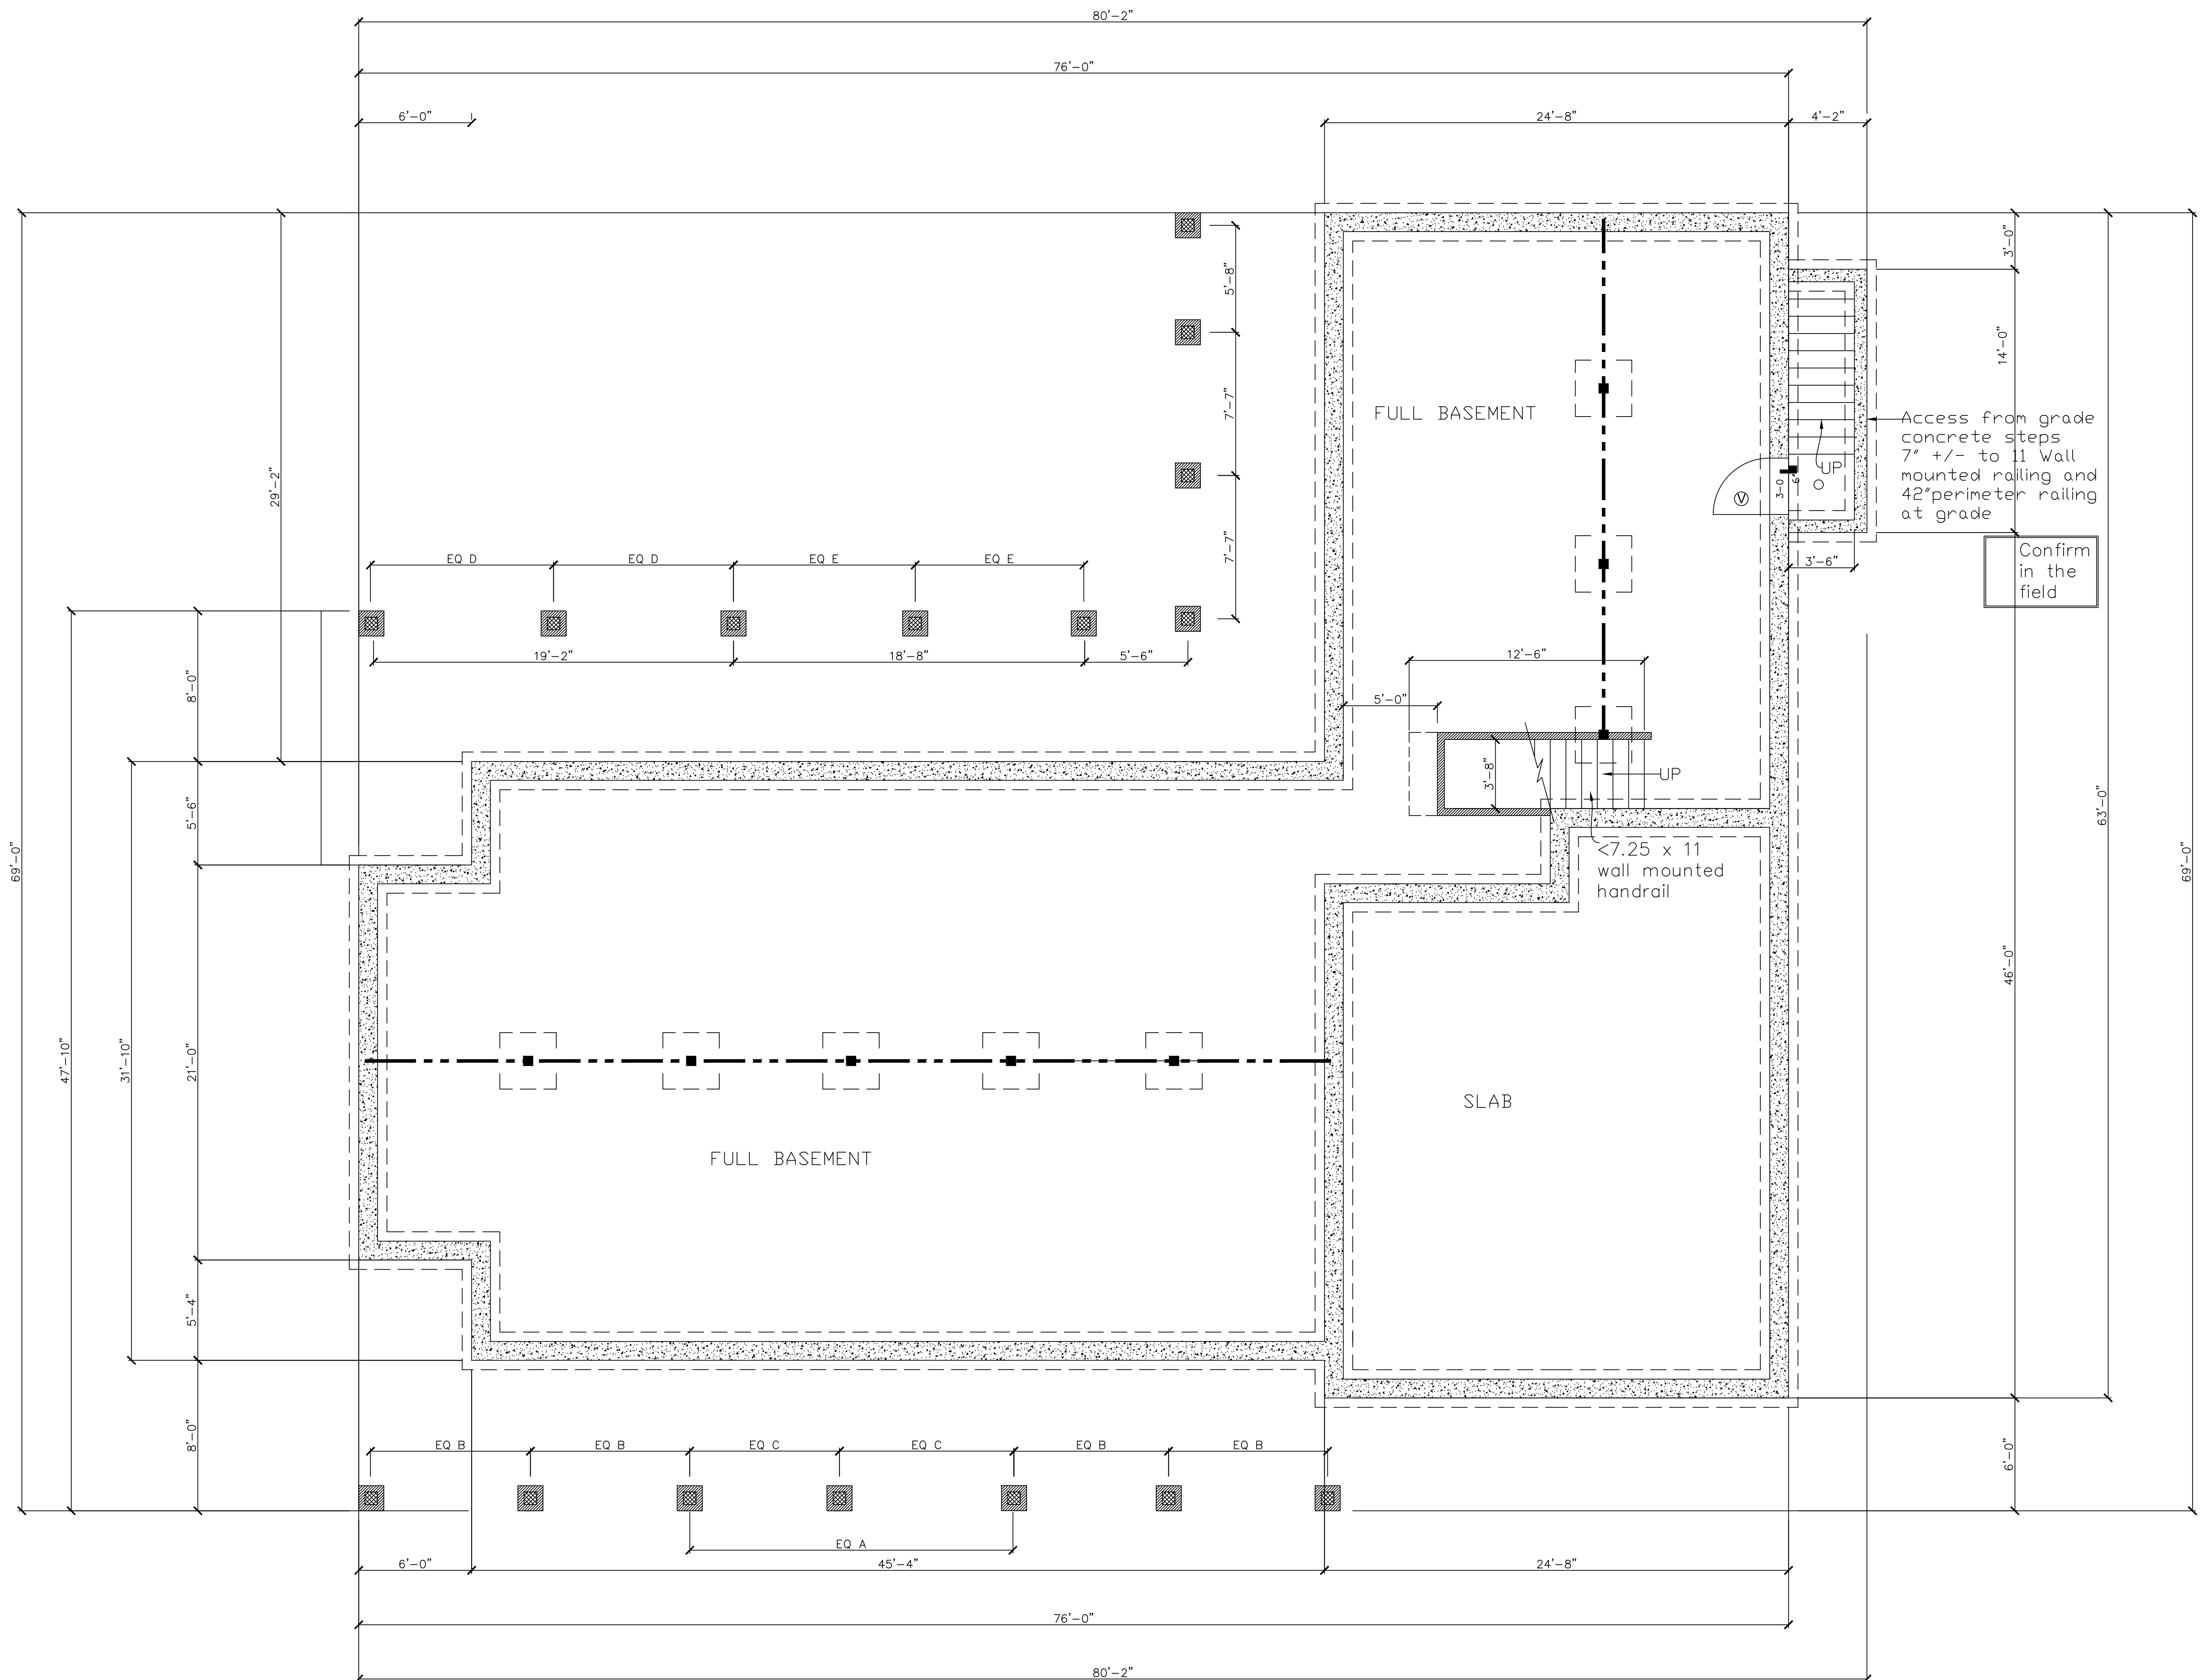 80'-2"
76'-0"
6'-0"
24'-8"
4'-2"
3'-0"
5'-8"
14'-0"
7'-7"
FULL BASEMENT
Access from grade
concrete steps
7" +/- to 11 Wall
mounted railing and
42"perimeter railing
at grade
UP
3-0
6'
V
29'-2"
7'-7"
Confirm
in the
field
3'-6"
EQ D
EQ D
EQ E
EQ E
19'-2"
18'-8"
5'-6"
12'-6"
8'-0"
5'-0"
3'-8"
UP
5'-6"
63'-0"
<7.25 x 11
wall mounted
handrail
69'-0"
69'-0"
46'-0"
47'-10"
31'-10"
21'-0"
SLAB
FULL BASEMENT
5'-4"
8'-0"
EQ B
EQ B
EQ C
EQ C
EQ B
EQ B
6'-0"
EQ A
6'-0"
45'-4"
24'-8"
76'-0"
80'-2"